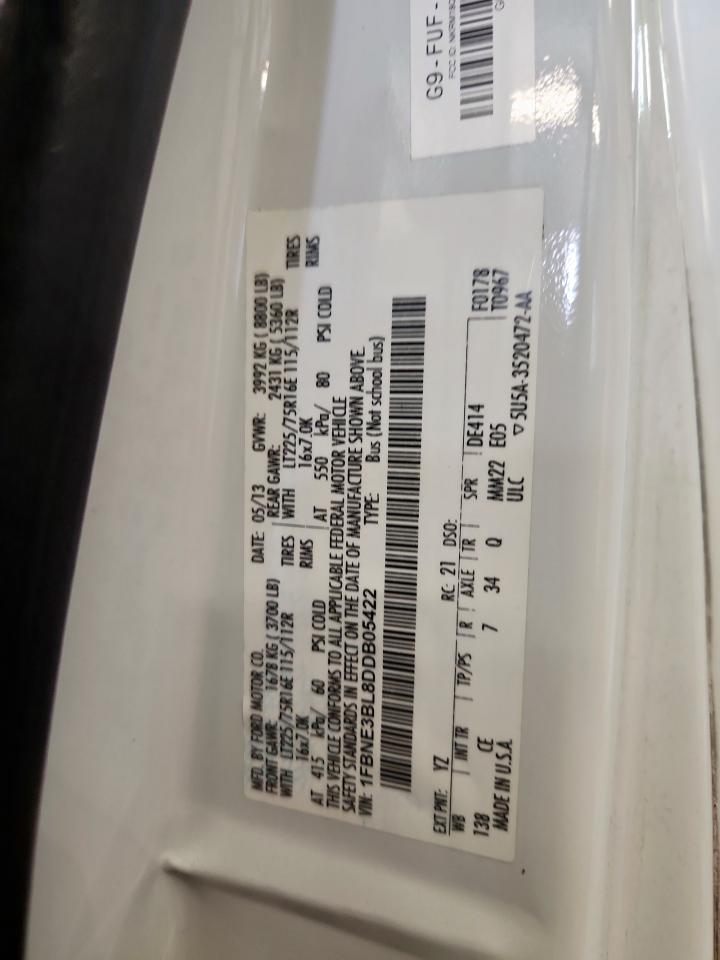 MFD. BY FORD MOTOR CO. DATE: 05/13 GVWR: 3992 KG ( 8800 LB)
FRONT GAWR: 1678 KG ( 3700 LB) REAR GAWR: 2431 KG ( 5360 LB)
WITH LT225/75R16E 115/112R TIRES WITH LT225/75R16E 115/112R TIRES
16x7.0K RIMS 16x7.0K RIMS
AT 415 kPa/ 60 PSI COLD AT 550 kPa/ 80 PSI COLD
THIS VEHICLE CONFORMS TO ALL APPLICABLE FEDERAL MOTOR VEHICLE
SAFETY STANDARDS IN EFFECT ON THE DATE OF MANUFACTURE SHOWN ABOVE.
VIN: 1FBNE3BL8DDB05422 TYPE: Bus (Not school bus)
EXT PNT: YZ RC: 21 DSO:
WB INT TR TP/PS R AXLE TR SPR DE414 F0178
138 CE 7 34 Q MM22 E05 T0967
MADE IN U.S.A. ULC ▽ 5U5A-3520472-AA
G9-FUF-
FCC ID: NKRM18